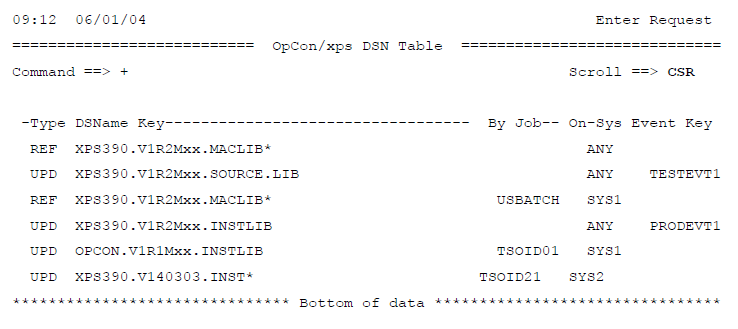 09:12  06/01/04                                                  Enter Request
===========================  OpCon/xps DSN Table  =============================
Command ==> +                                                 Scroll ==> CSR
-Type DSName Key----------------------------------  By Job-- On-Sys Event Key
REF  XPS390.V1R2Mxx.MACLIB*                                   ANY
UPD  XPS390.V1R2Mxx.SOURCE.LIB                                ANY    TESTEVT1
REF  XPS390.V1R2Mxx.MACLIB*                         USBATCH   SYS1
UPD  XPS390.V1R2Mxx.INSTLIB                                   ANY    PRODEVT1
UPD  OPCON.V1R1Mxx.INSTLIB                          TSOID01   SYS1
UPD  XPS390.V140303.INST*                         TSOID21   SYS2
******************************* Bottom of data ********************************